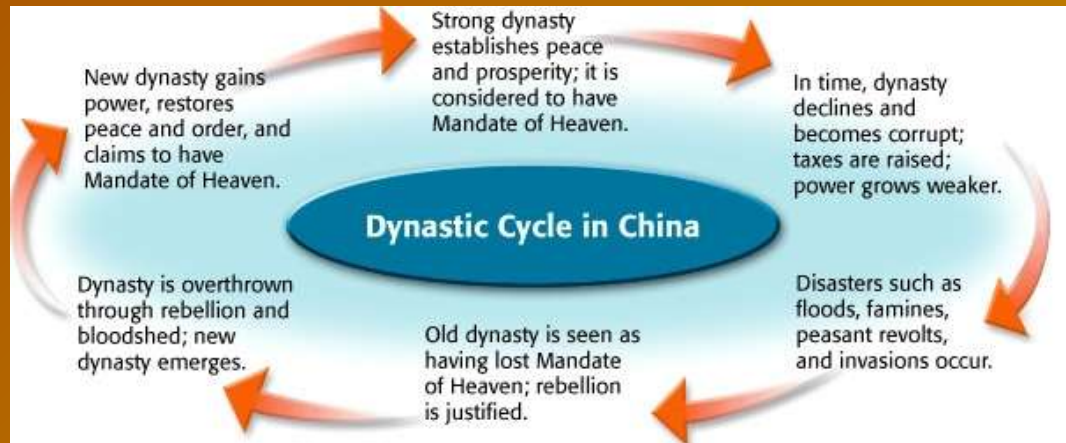 Strong dynasty
establishes peace
and prosperity; it is
considered to have
Mandate of Heaven.
In time, dynasty
declines and
becomes corrupt;
taxes are raised;
power grows weaker.
Disasters such as
floods, famines,
peasant revolts,
and invasions occur.
Old dynasty is seen as
having lost Mandate
of Heaven; rebellion
is justified.
Dynasty is overthrown
through rebellion and
bloodshed; new
dynasty emerges.
New dynasty gains
power, restores
peace and order, and
claims to have
Mandate of Heaven.
Dynastic Cycle in China